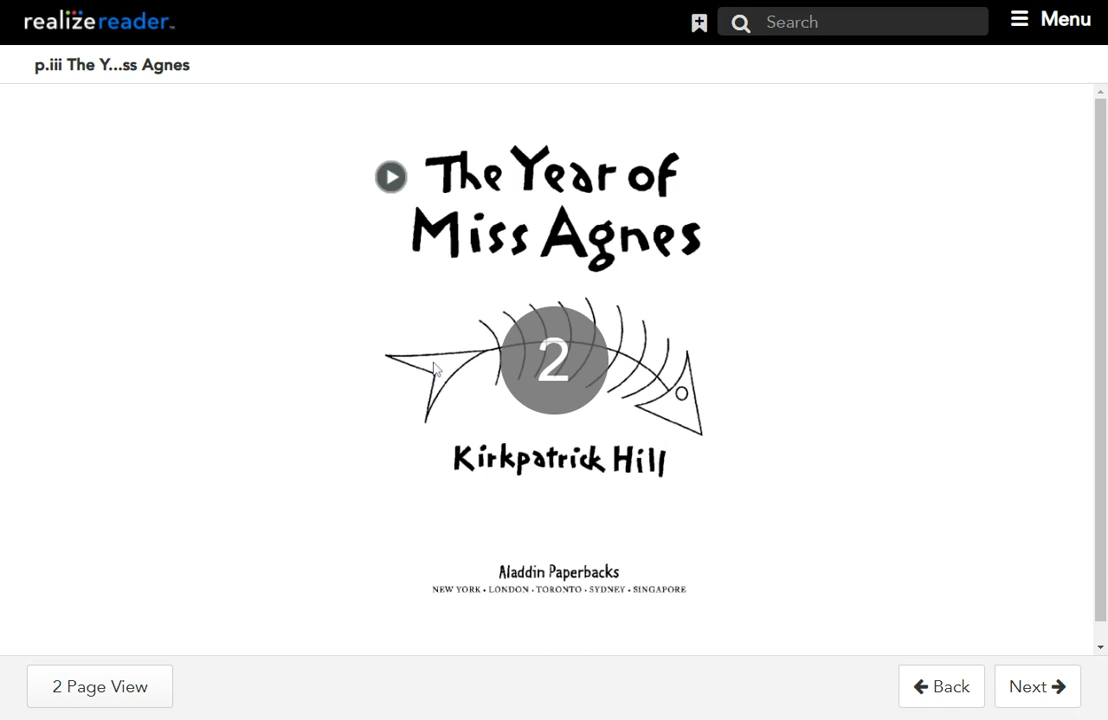 realizereader™
Search
Menu
p.iii The Y...ss Agnes
The Year of
Miss Agnes
2
Kirkpatrick Hill
Aladdin Paperbacks
NEW YORK • LONDON • TORONTO • SYDNEY • SINGAPORE
2 Page View
Back
Next